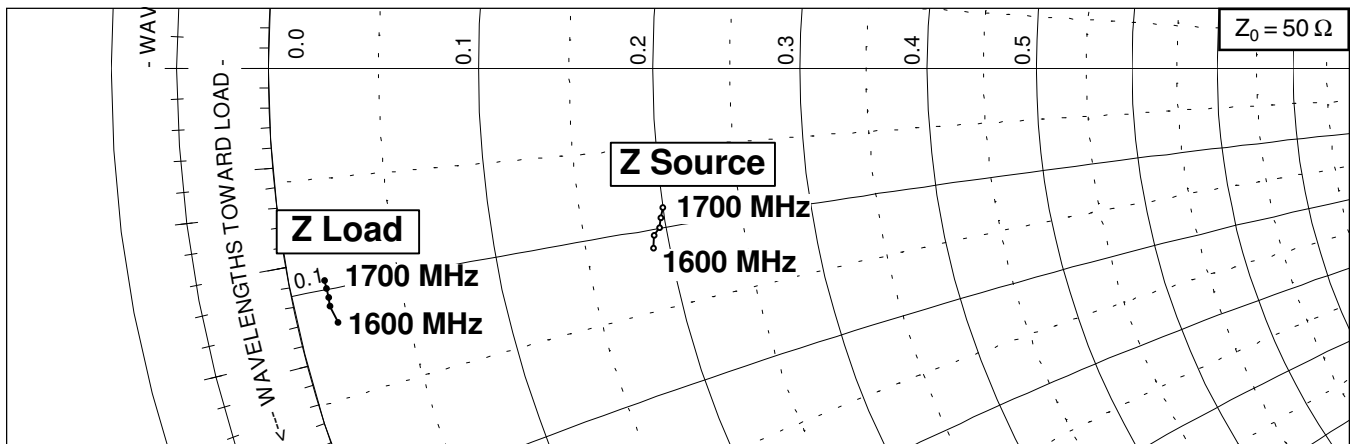 - WAV
<--- WAVELENGTHS TOWARD LOAD -
0.0
0.1
0.2
0.3
0.4
0.5
Z₀ = 50 Ω
Z Source
1700 MHz
1600 MHz
Z Load
0.1
1700 MHz
1600 MHz